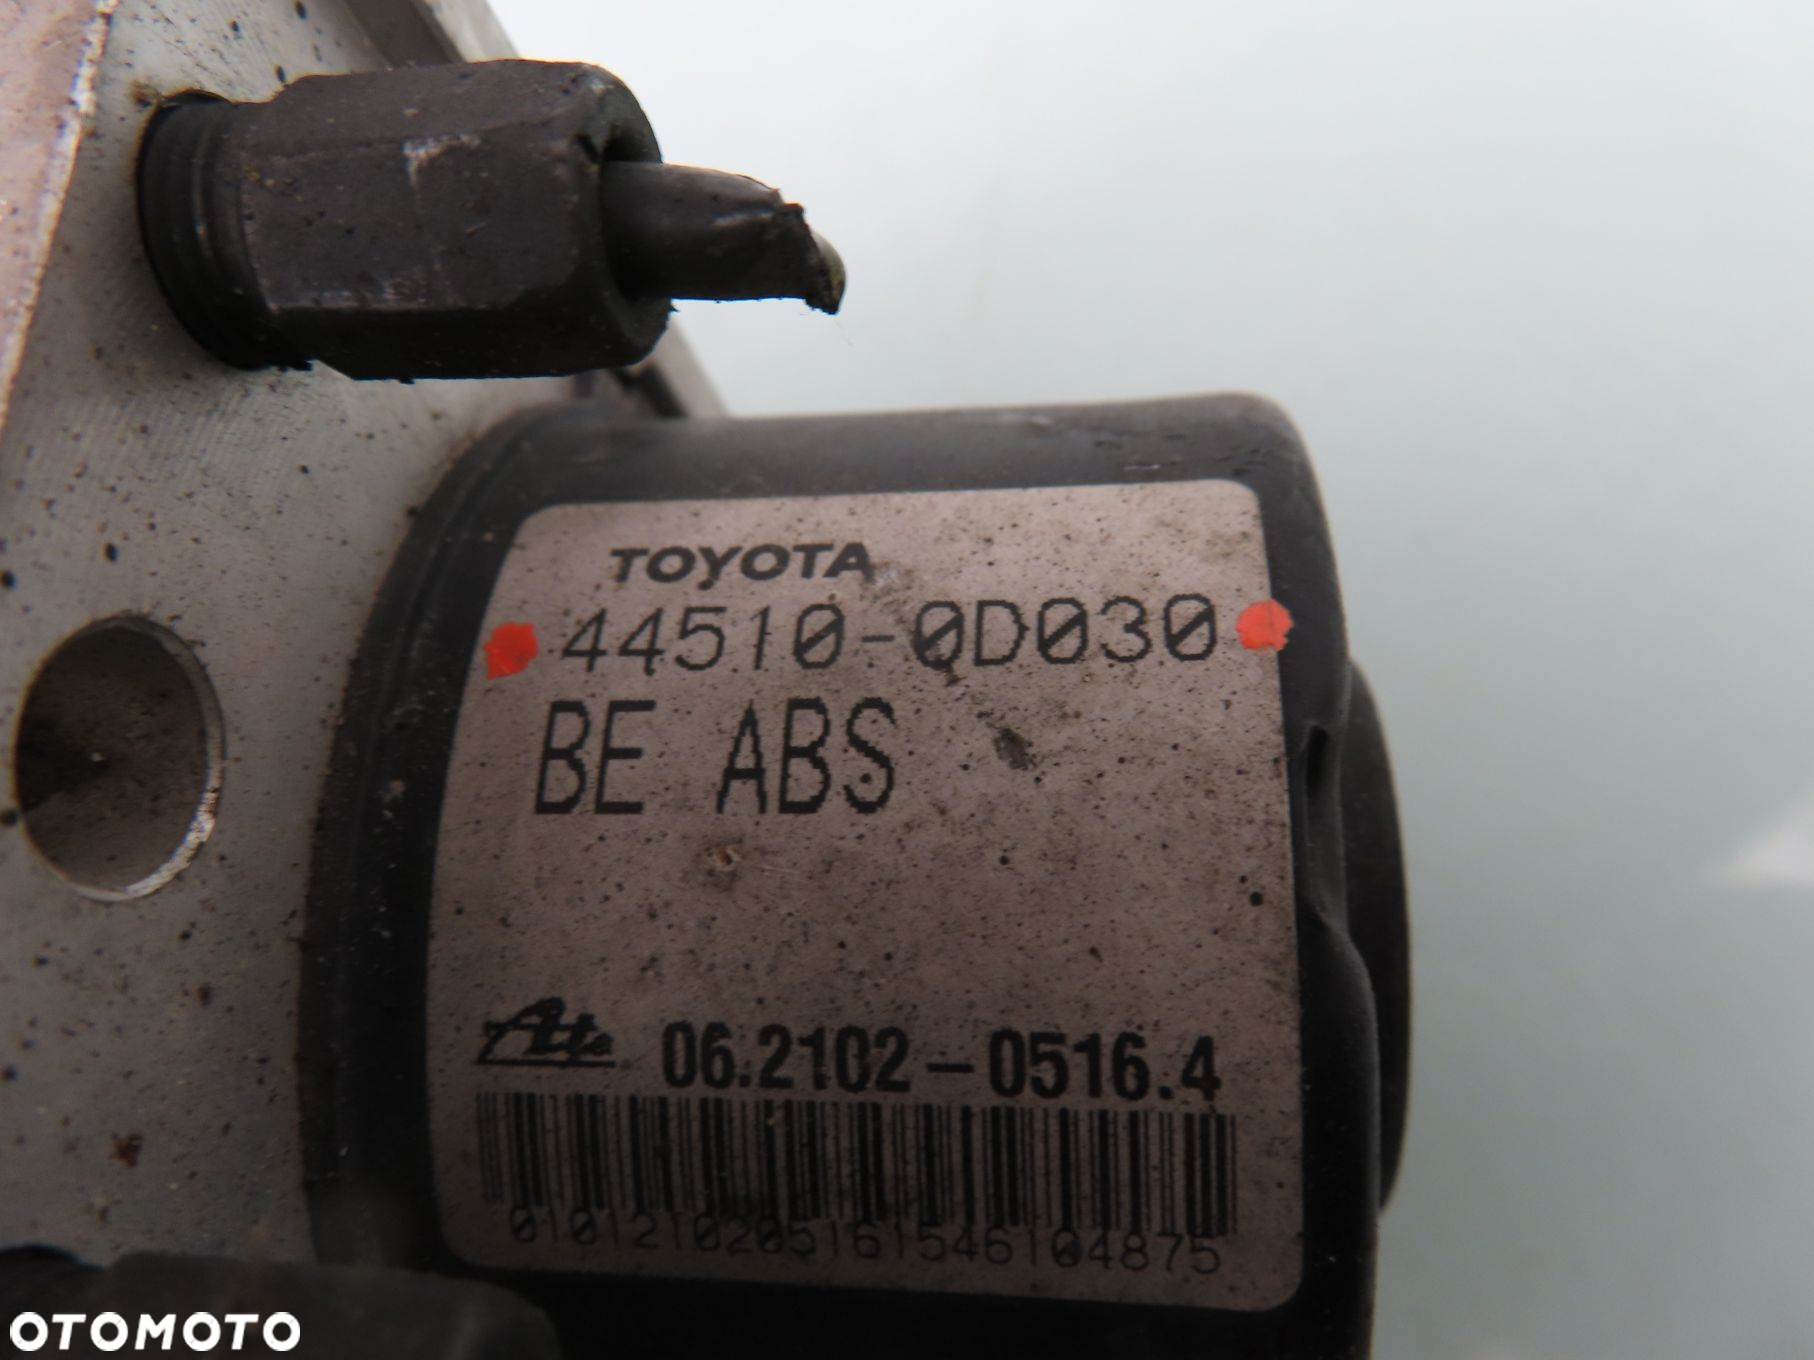 TOYOTA
44510-0D030
BE ABS
Ate 06.2102-0516.4
0101210205161546104875
OTOMOTO